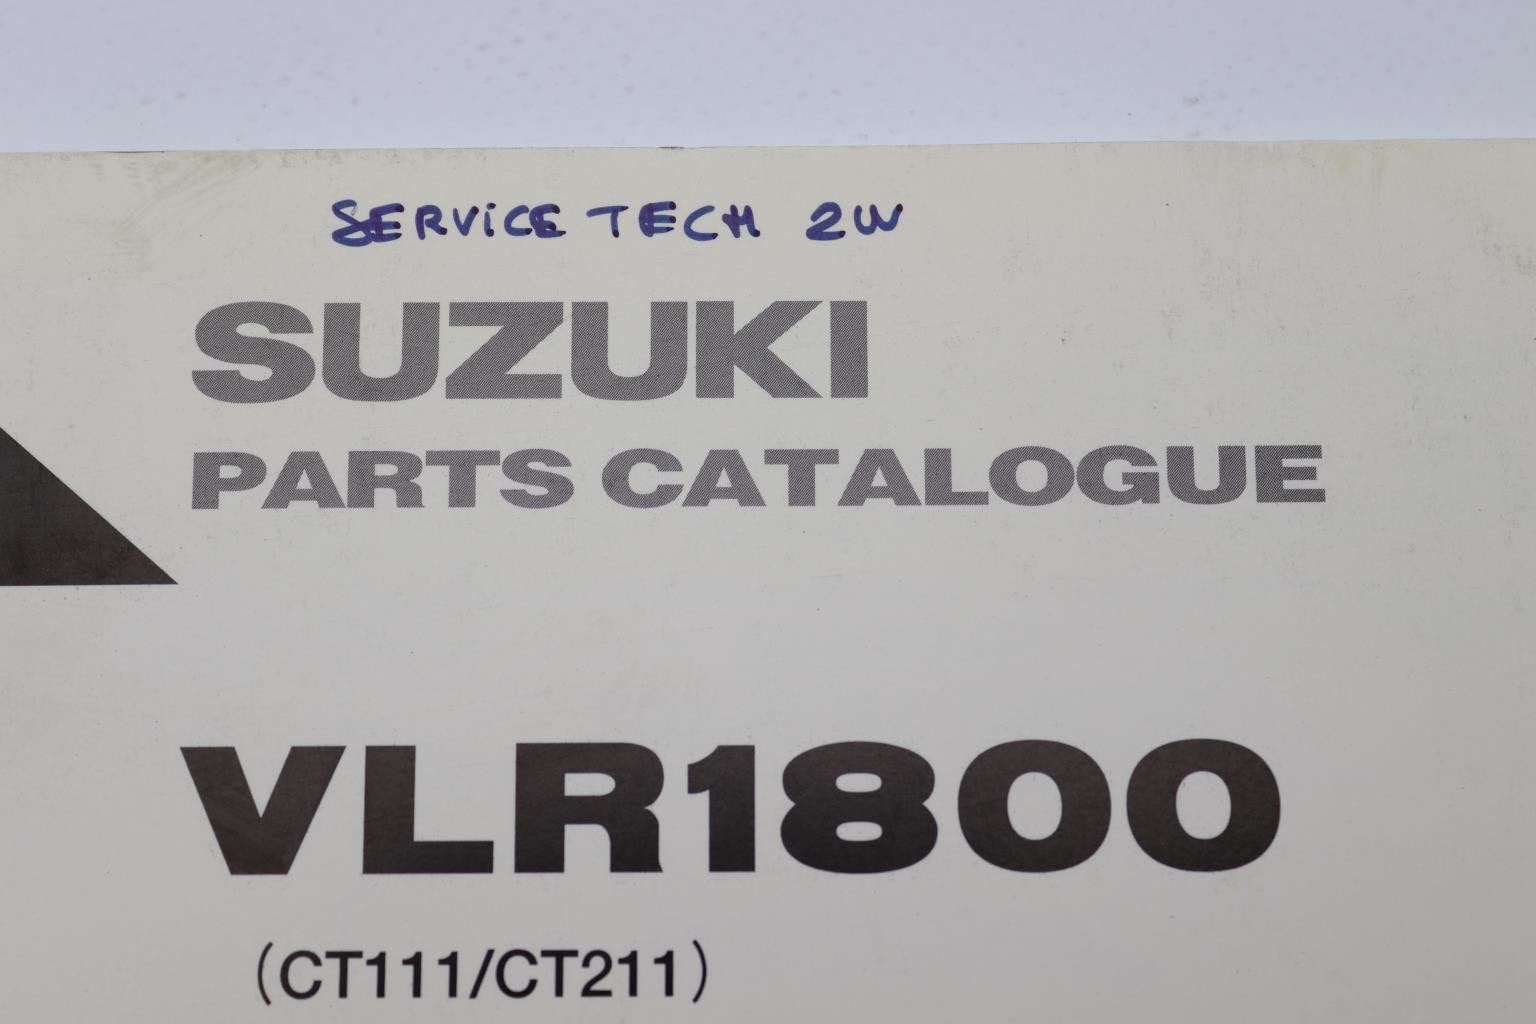 SERViCE TECH 2W
SUZUKI
PARTS CATALOGUE
VLR1800
(CT111/CT211)